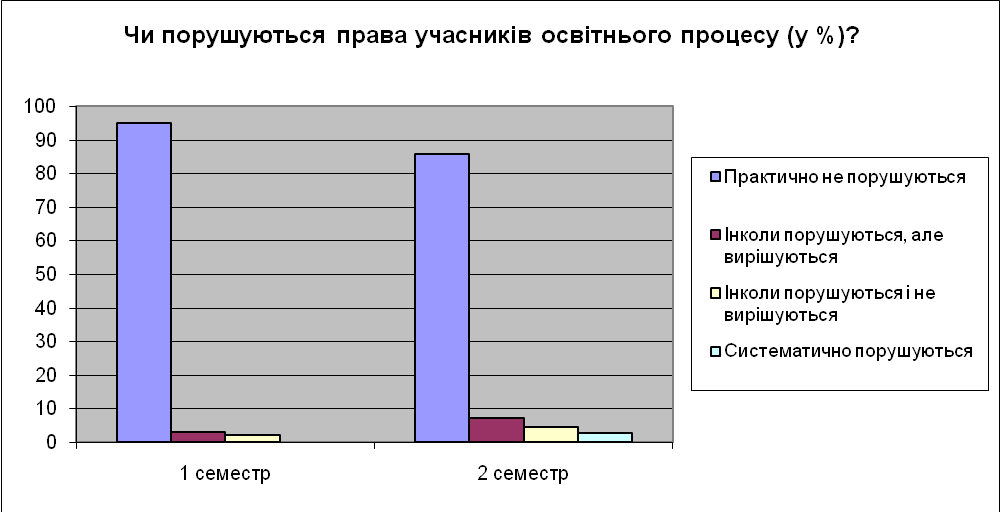 Чи порушуються права учасників освітнього процесу (у %)?
100
90
80
70
60
50
40
30
20
10
0
1 семестр
2 семестр
Практично не порушуються
Інколи порушуються, але
вирішуються
Інколи порушуються і не
вирішуються
Систематично порушуються